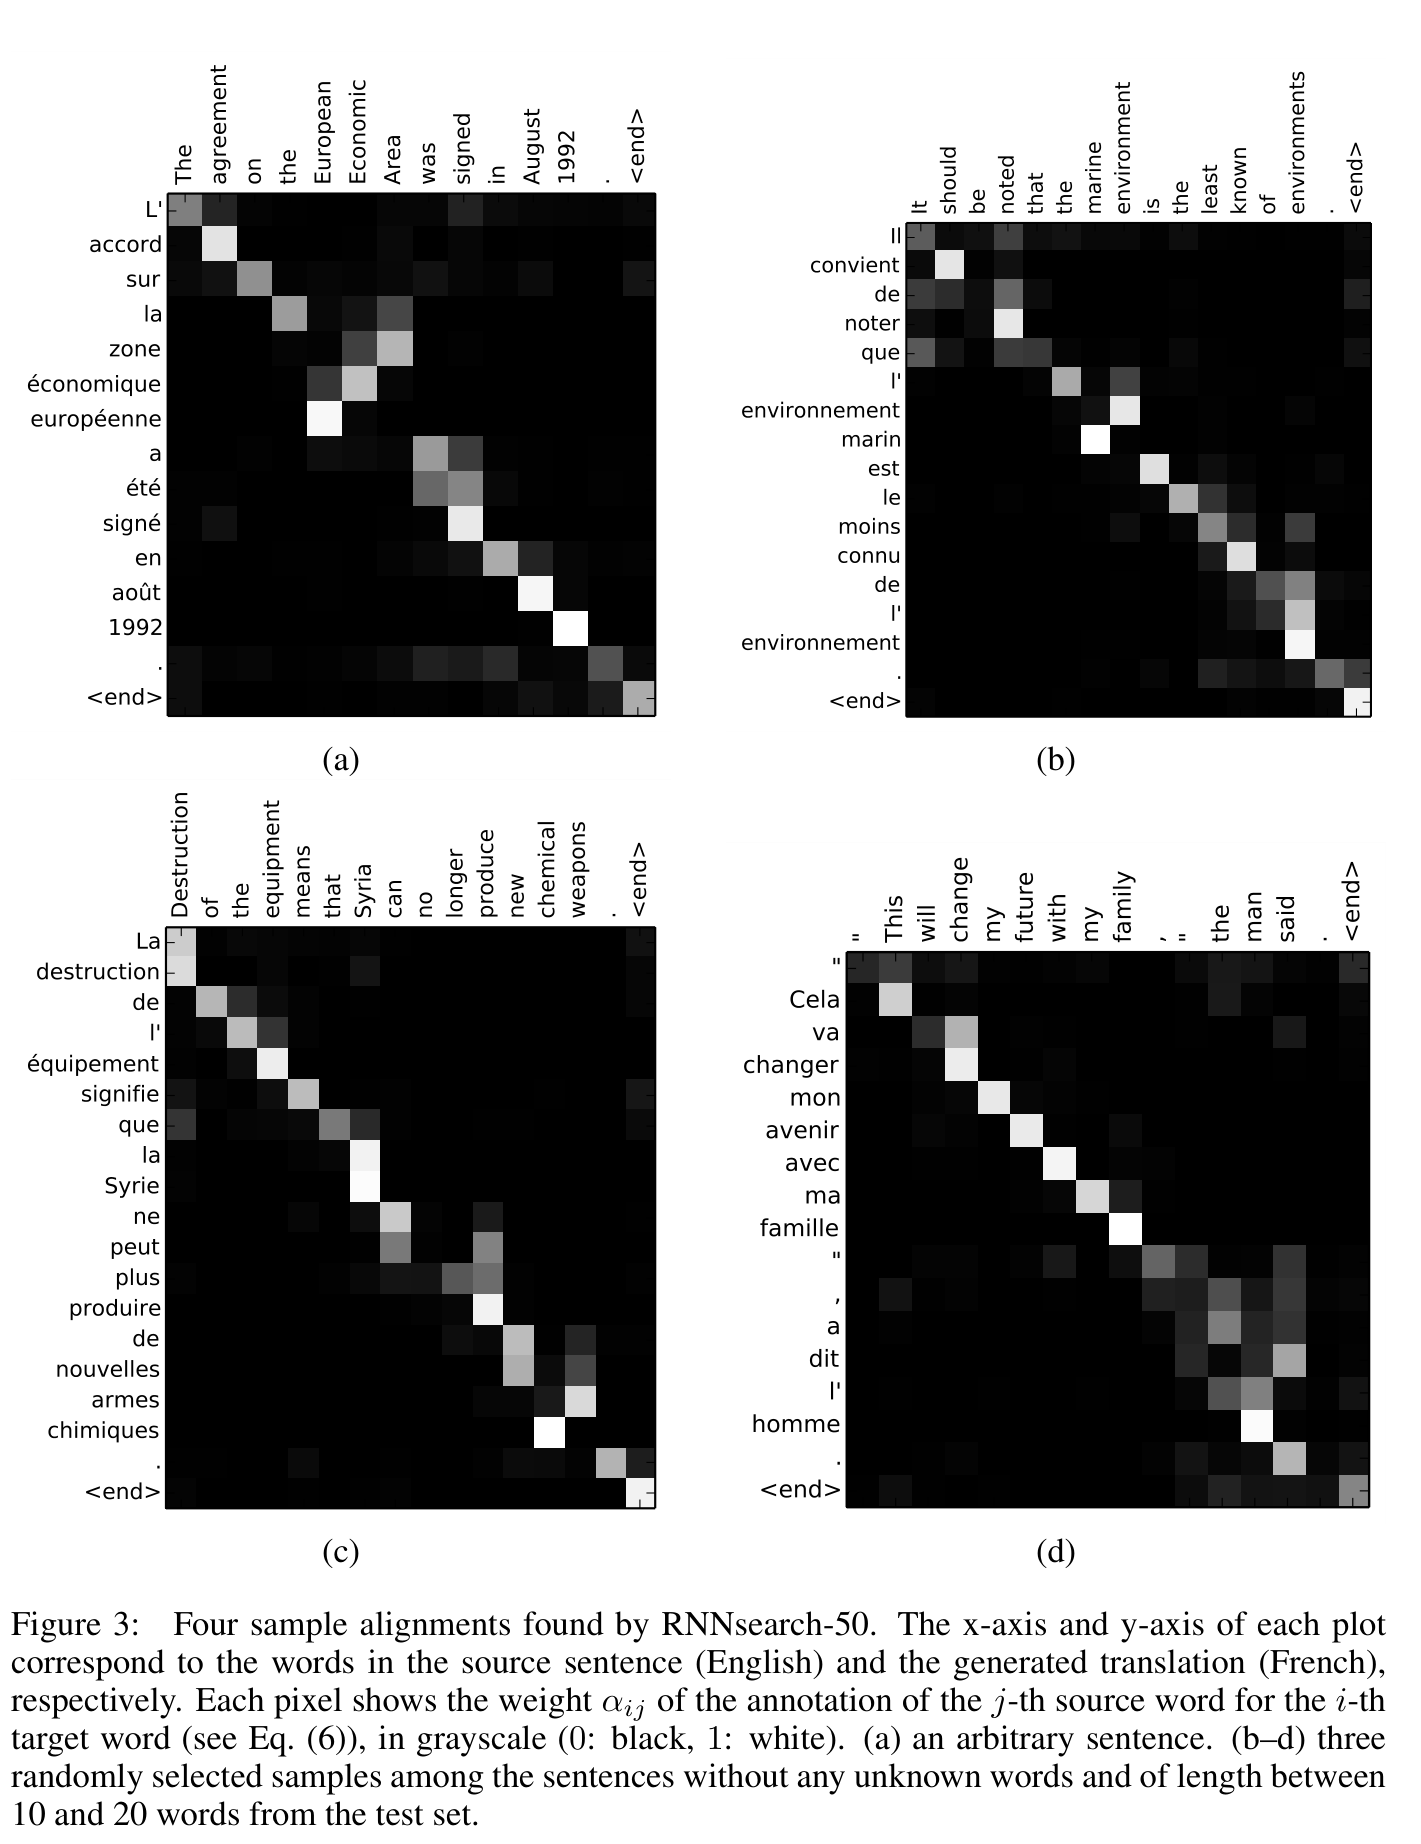 The
agreement
on
the
European
Economic
Area
was
signed
in
August
1992
.
<end>
L'
accord
sur
la
zone
économique
européenne
a
été
signé
en
août
1992
.
<end>
(a)
It
should
be
noted
that
the
marine
environment
is
the
least
known
of
environments
.
<end>
Il
convient
de
noter
que
l'
environnement
marin
est
le
moins
connu
de
l'
environnement
.
<end>
(b)
Destruction
of
the
equipment
means
that
Syria
can
no
longer
produce
new
chemical
weapons
.
<end>
La
destruction
de
l'
équipement
signifie
que
la
Syrie
ne
peut
plus
produire
de
nouvelles
armes
chimiques
.
<end>
(c)
"
This
will
change
my
future
with
my
family
,
"
the
man
said
.
<end>
"
Cela
va
changer
mon
avenir
avec
ma
famille
"
,
a
dit
l'
homme
.
<end>
(d)
Figure 3: Four sample alignments found by RNNsearch-50. The x-axis and y-axis of each plot
correspond to the words in the source sentence (English) and the generated translation (French),
respectively. Each pixel shows the weight αij of the annotation of the j-th source word for the i-th
target word (see Eq. (6)), in grayscale (0: black, 1: white). (a) an arbitrary sentence. (b–d) three
randomly selected samples among the sentences without any unknown words and of length between
10 and 20 words from the test set.